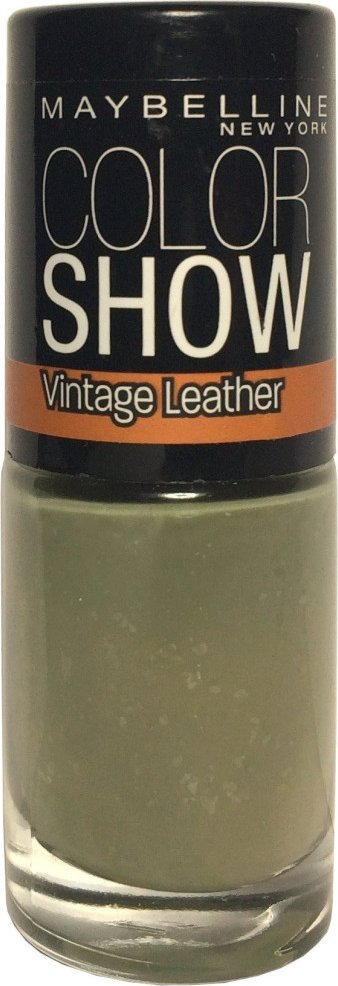 MAYBELLINE
NEW YORK
COLOR
SHOW
Vintage Leather